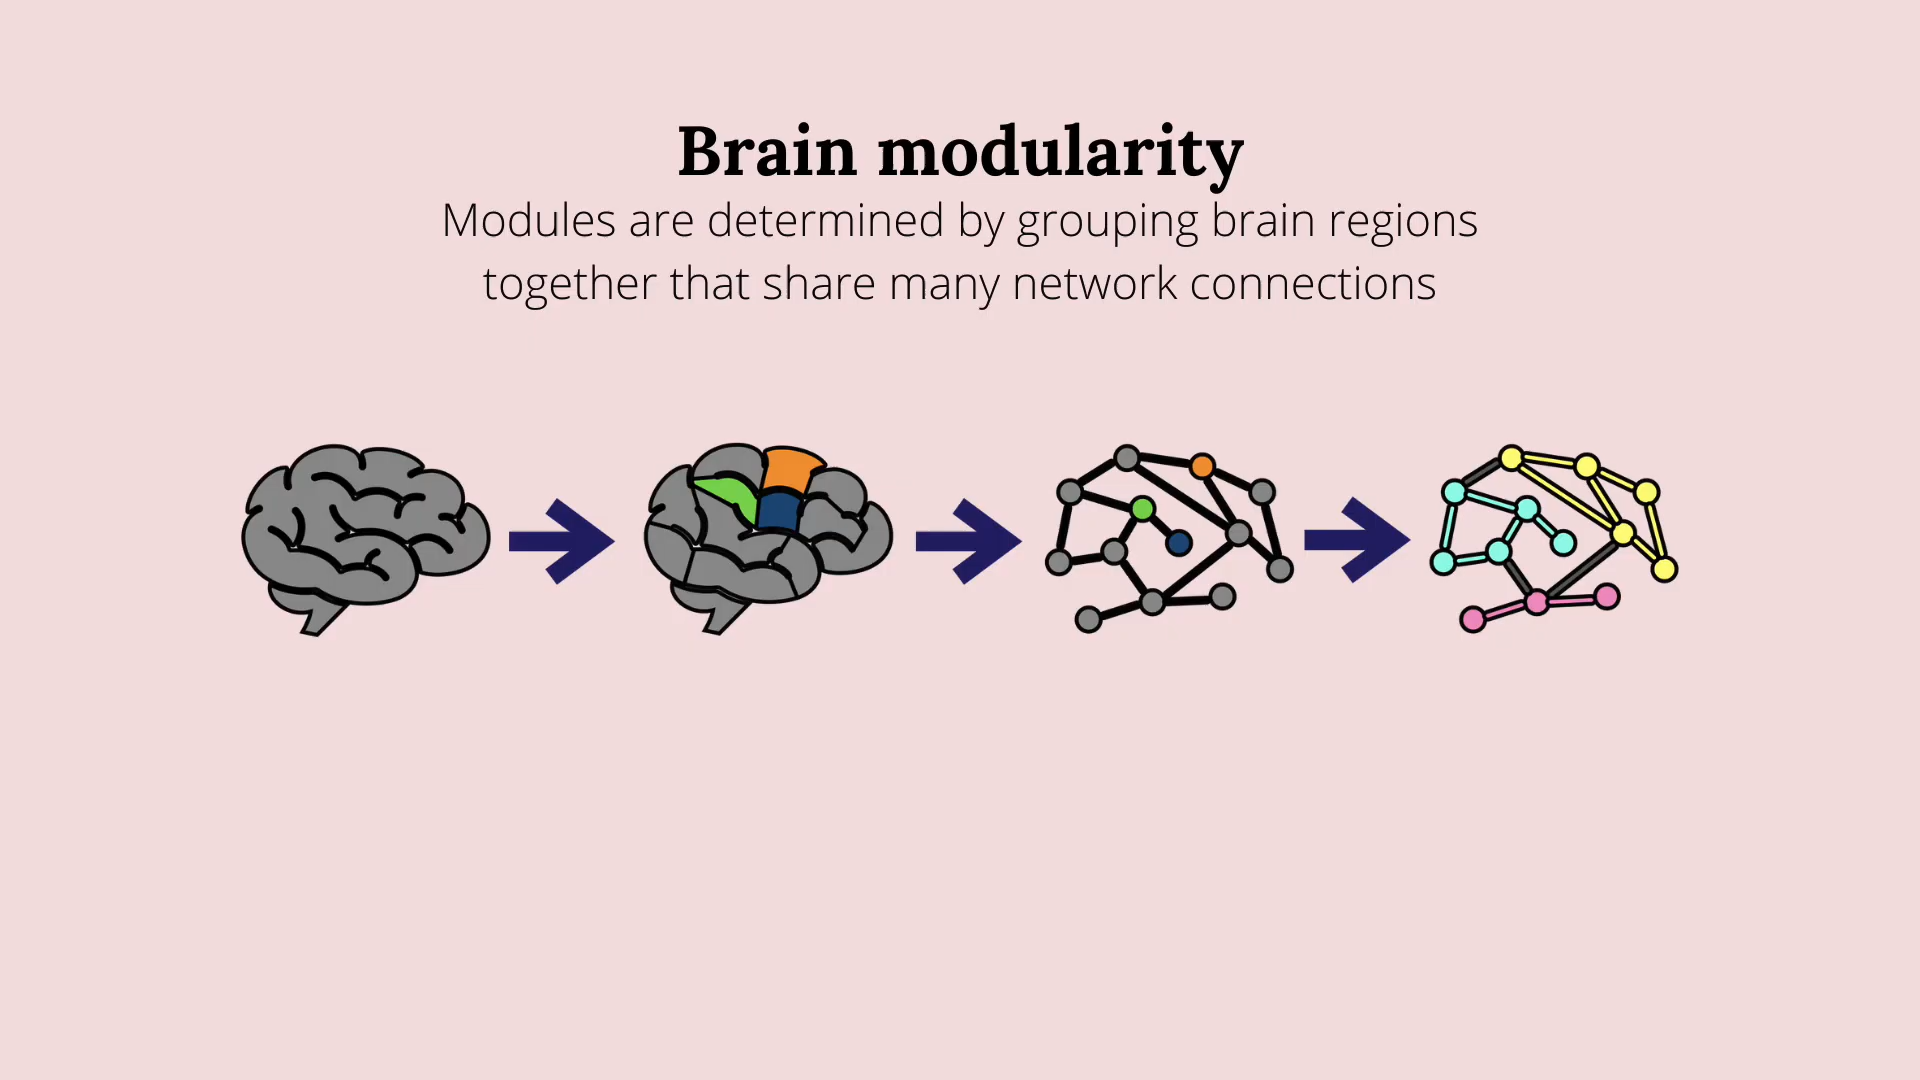 Brain modularity
Modules are determined by grouping brain regions
together that share many network connections